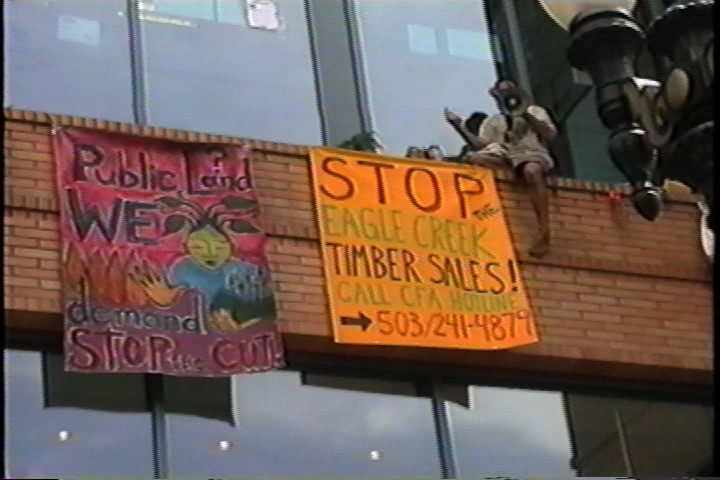 Public Land?
WE
demand
STOP the CUT!
STOP THE
EAGLE CREEK
TIMBER SALES!
CALL CFA HOTLINE
→ 503/241-4879